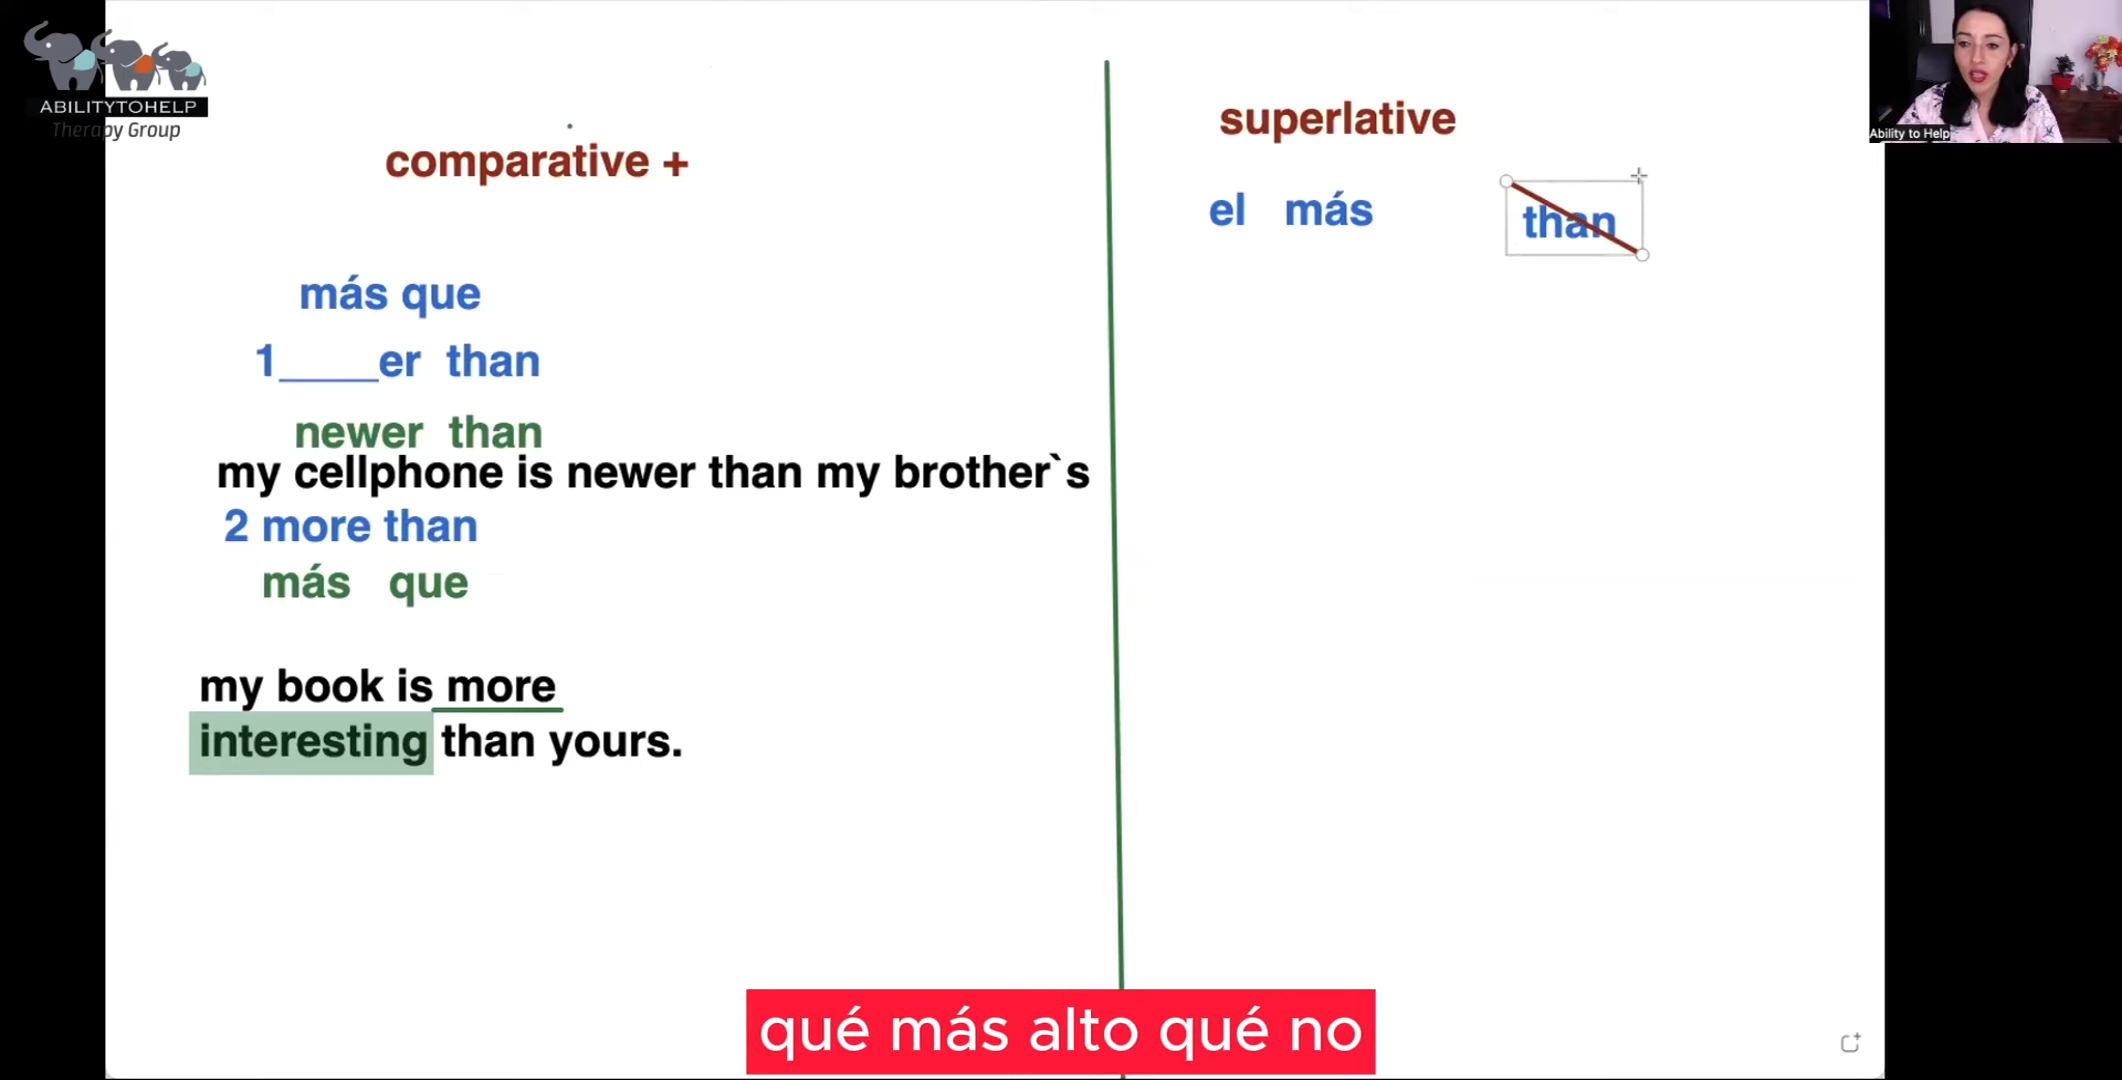 ABILITYTOHELP
Therapy Group
comparative +
más que
1____er than
newer than
my cellphone is newer than my brother`s
2 more than
más que
my book is more
interesting than yours.
superlative
el más than
Ability to Help
qué más alto qué no